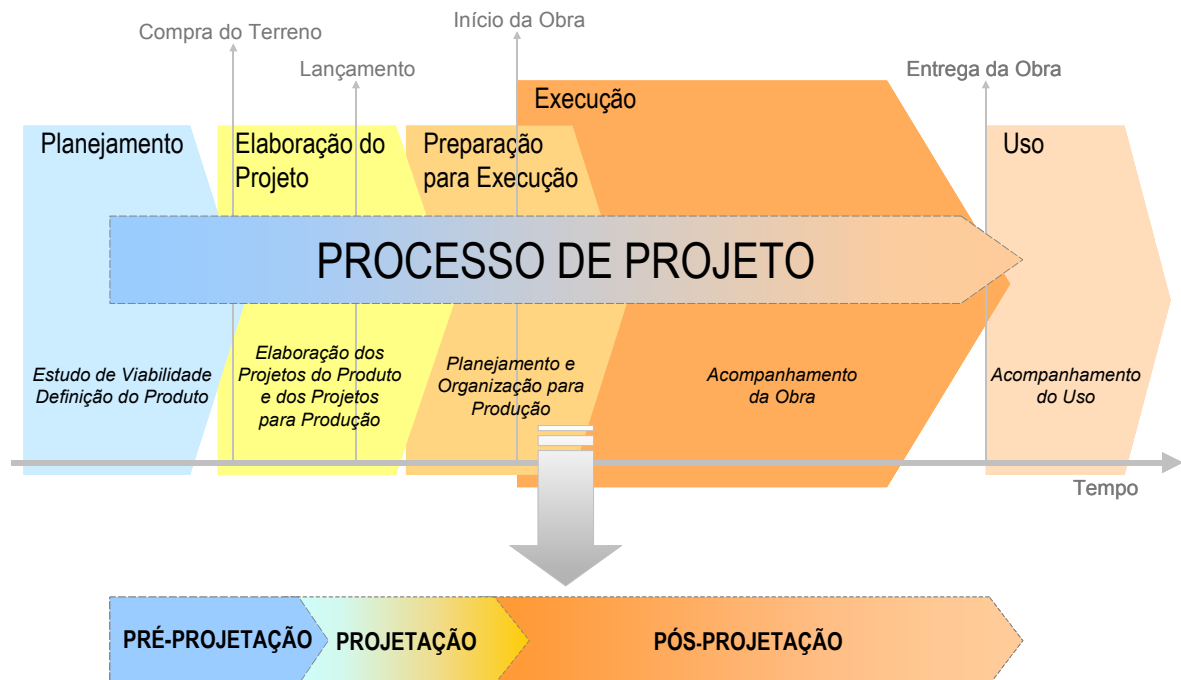 Compra do Terreno
Lançamento
Início da Obra
Entrega da Obra
Planejamento
Elaboração do
Projeto
Preparação
para Execução
Execução
Uso
PROCESSO DE PROJETO
Estudo de Viabilidade
Definição do Produto
Elaboração dos
Projetos do Produto
e dos Projetos
para Produção
Planejamento e
Organização para
Produção
Acompanhamento
da Obra
Acompanhamento
do Uso
Tempo
PRÉ-PROJETAÇÃO
PROJETAÇÃO
PÓS-PROJETAÇÃO